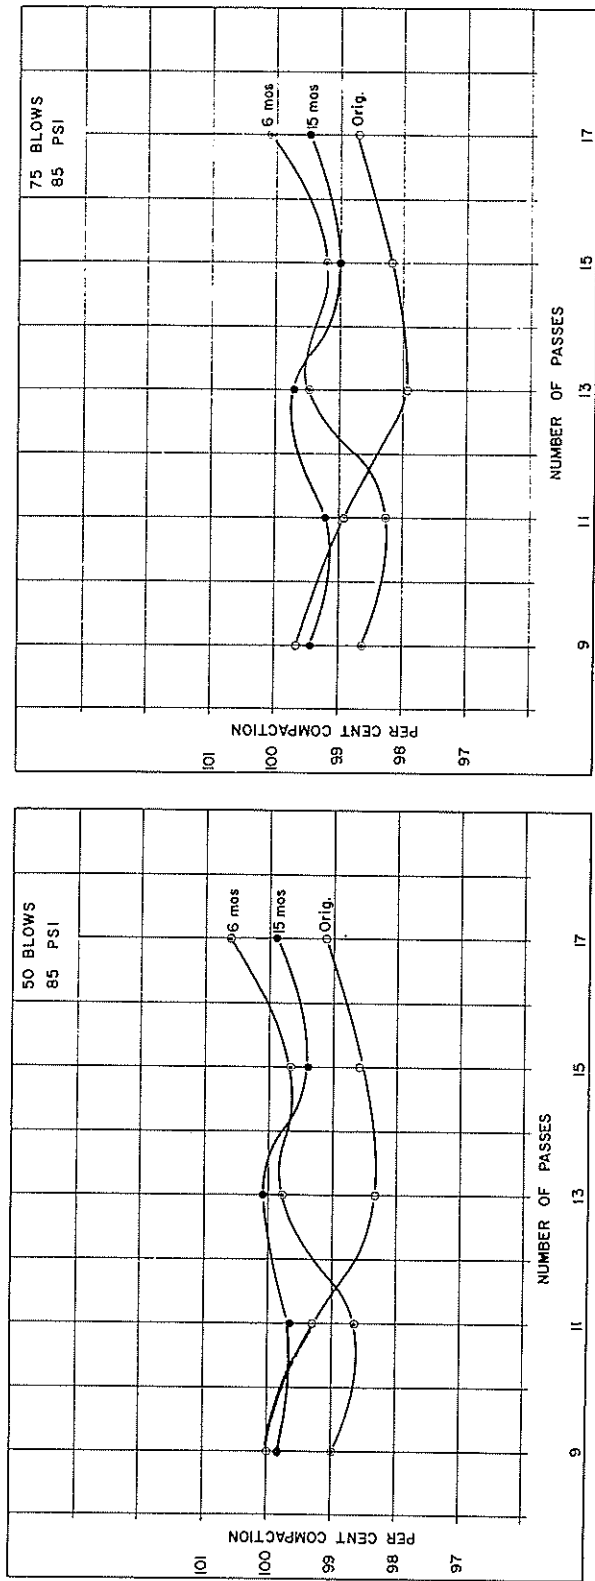 50 BLOWS
85 PSI
6 mos
15 mos
Orig.
101
100
99
98
97
PER CENT COMPACTION
9
11
13
15
17
NUMBER OF PASSES
75 BLOWS
85 PSI
6 mos
15 mos
Orig.
101
100
99
98
97
PER CENT COMPACTION
9
11
13
15
17
NUMBER OF PASSES